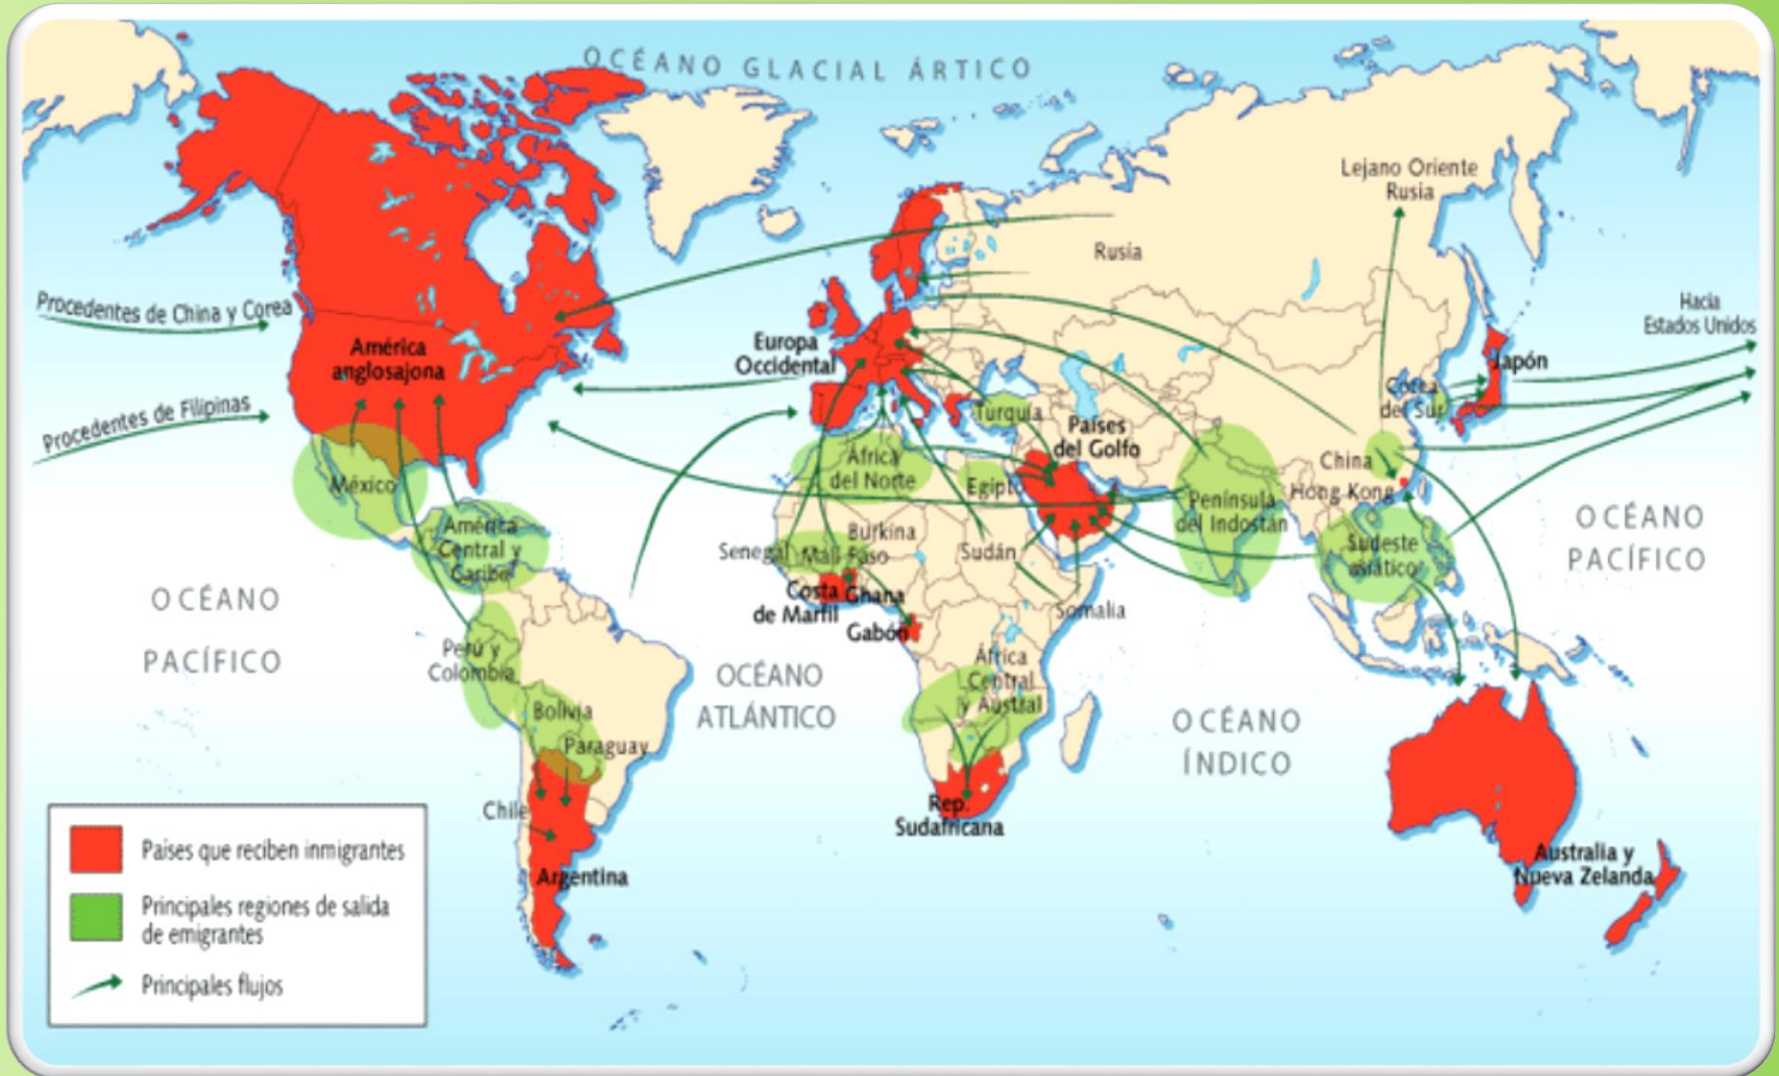 OCÉANO GLACIAL ÁRTICO
Lejano Oriente
Rusia
Rusia
Procedentes de China y Corea
Hacia
Estados Unidos
América
anglosajona
Europa
Occidental
Japón
Corea
del Sur
Procedentes de Filipinas
Turquía
Países
del Golfo
África
del Norte
China
México
Egipto
Hong Kong
Península
del Indostán
América
Central y
Caribe
Senegal
Malí
Burkina
Faso
Sudán
Sudeste
asiático
OCÉANO
PACÍFICO
OCÉANO
PACÍFICO
Costa
de Marfil
Ghana
Gabón
Somalia
Perú y
Colombia
OCÉANO
ATLÁNTICO
África
Central
y Austral
Bolivia
Paraguay
OCÉANO
ÍNDICO
Chile
Rep.
Sudafricana
Argentina
Australia y
Nueva Zelanda
Países que reciben inmigrantes
Principales regiones de salida
de emigrantes
Principales flujos